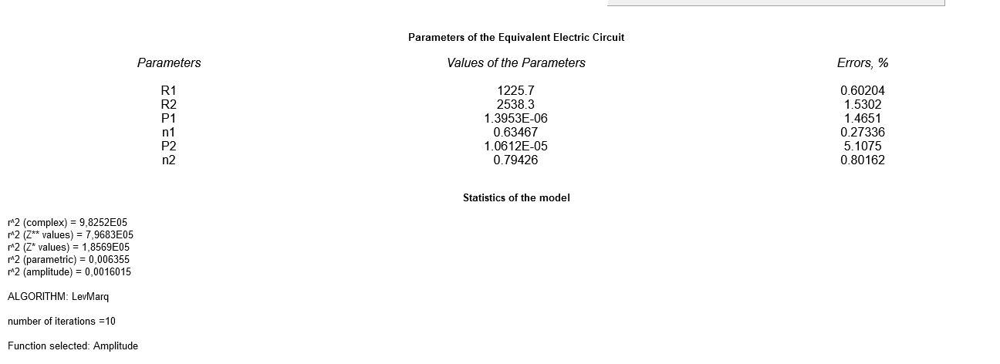 Parameters of the Equivalent Electric Circuit
Parameters Values of the Parameters Errors, %
R1 1225.7 0.60204
R2 2538.3 1.5302
P1 1.3953E-06 1.4651
n1 0.63467 0.27336
P2 1.0612E-05 5.1075
n2 0.79426 0.80162
Statistics of the model
r^2 (complex) = 9,8252E05
r^2 (Z** values) = 7,9683E05
r^2 (Z* values) = 1,8569E05
r^2 (parametric) = 0,006355
r^2 (amplitude) = 0,0016015
ALGORITHM: LevMarq
number of iterations =10
Function selected: Amplitude